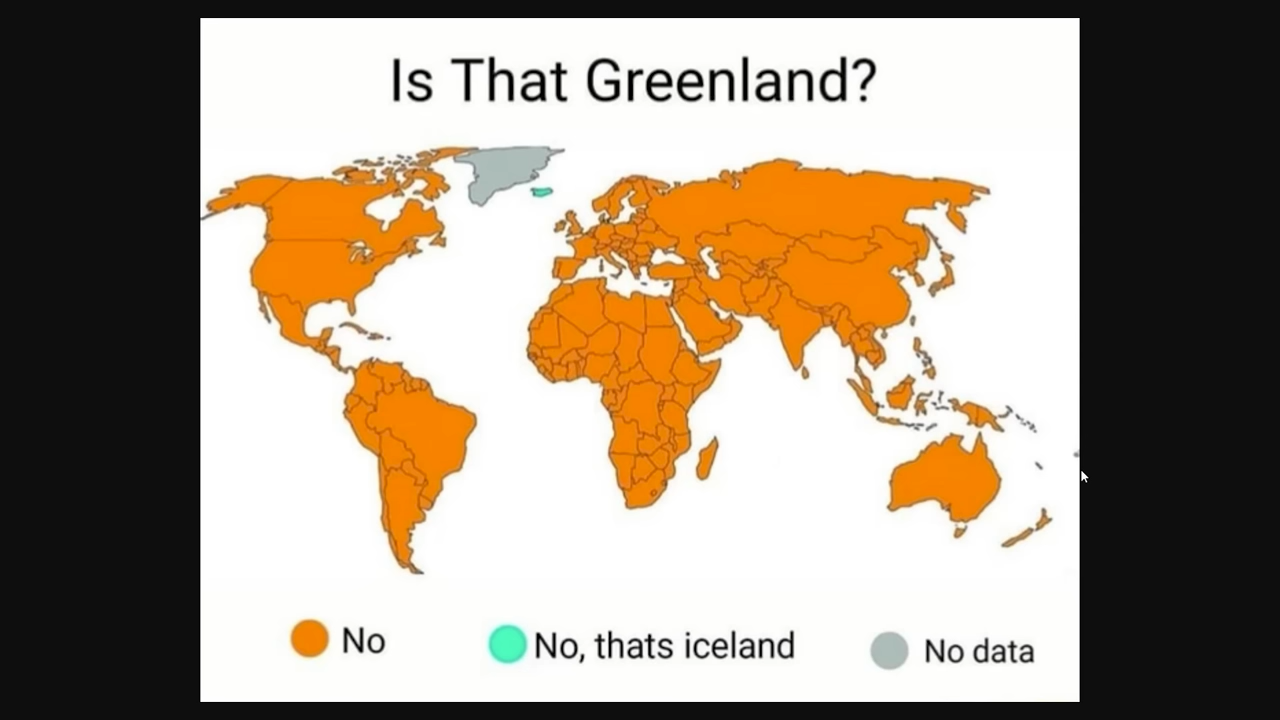 Is That Greenland?
No
No, thats iceland
No data